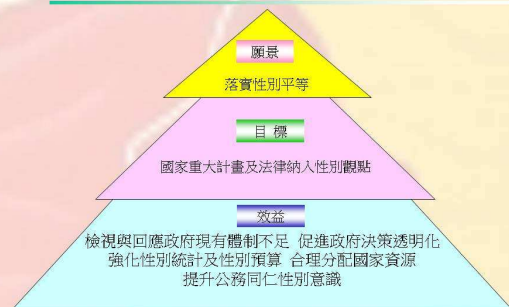 願景
落實性別平等
目標
國家重大計畫及法律納入性別觀點
效益
檢視與回應政府現有體制不足 促進政府決策透明化
強化性別統計及性別預算 合理分配國家資源
提升公務同仁性別意識